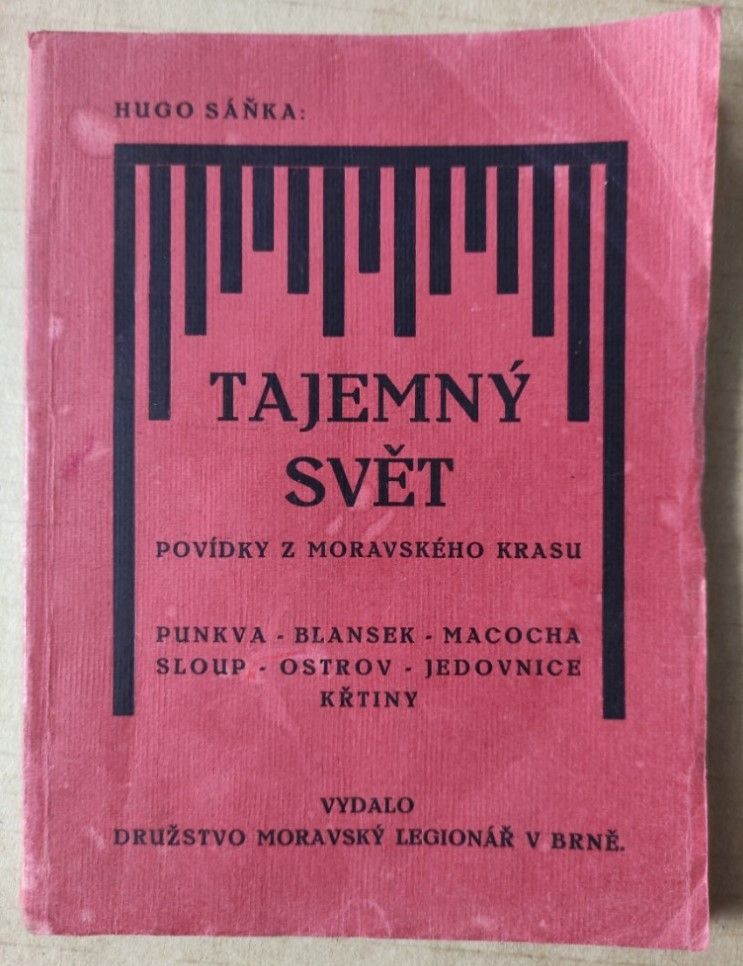 HUGO SÁŇKA:
TAJEMNÝ
SVĚT
POVÍDKY Z MORAVSKÉHO KRASU
PUNKVA - BLANSEK - MACOCHA
SLOUP - OSTROV - JEDOVNICE
KŘTINY
VYDALO
DRUŽSTVO MORAVSKÝ LEGIONÁŘ V BRNĚ.